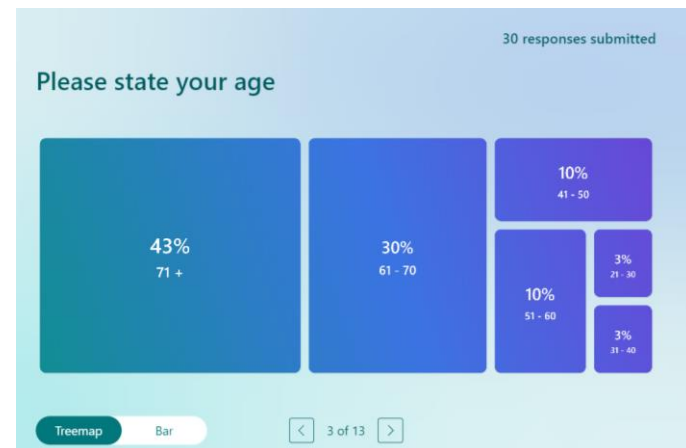 30 responses submitted
Please state your age
43%
71 +
30%
61 - 70
10%
41 - 50
10%
51 - 60
3%
21 - 30
3%
31 - 40
Treemap
Bar
< 3 of 13 >